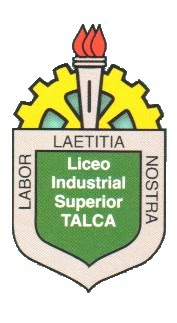 LABOR
LAETITIA
NOSTRA
Liceo
Industrial
Superior
TALCA